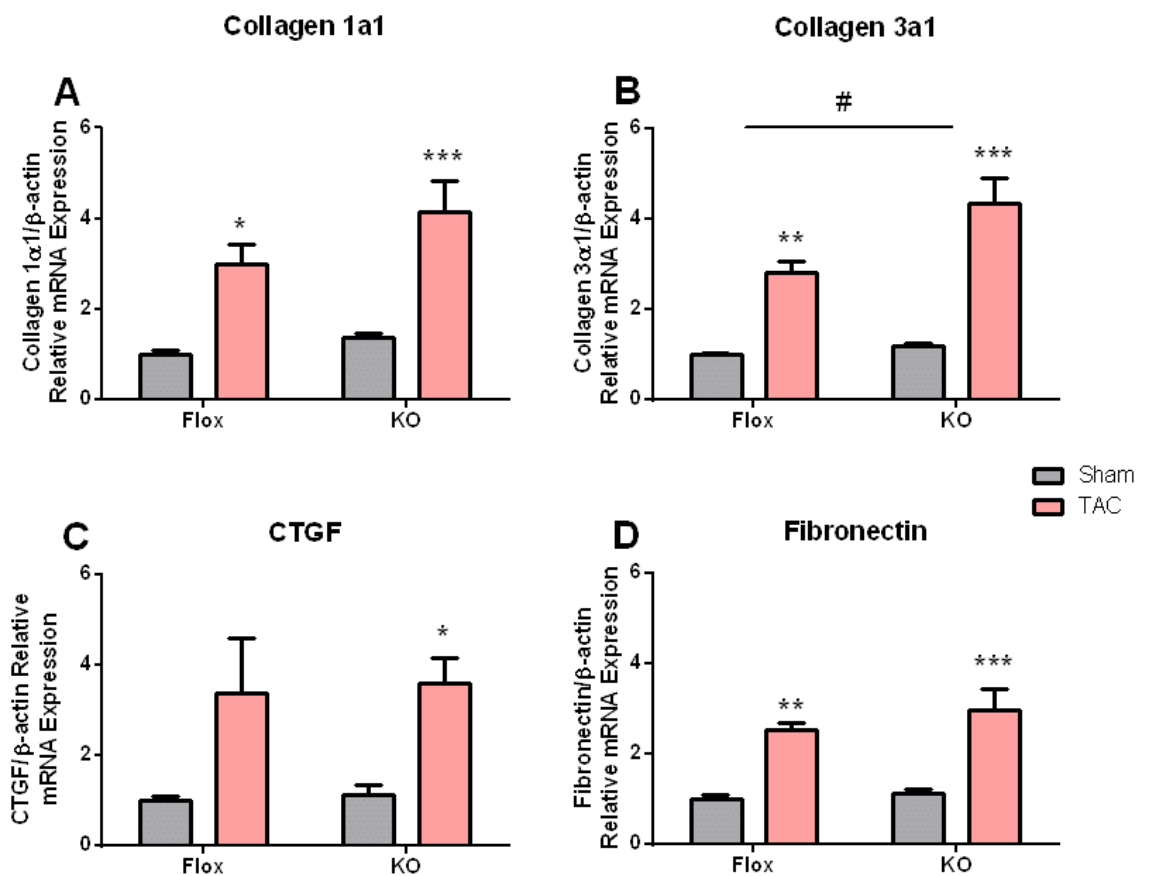 Collagen 1a1
Collagen 3a1
A
Collagen 1α1/β-actin
Relative mRNA Expression
6
4
2
0
*
***
Flox
KO
B
Collagen 3α1/β-actin
Relative mRNA Expression
6
4
2
0
#
**
***
Flox
KO
Sham
TAC
C
CTGF
CTGF/β-actin Relative
mRNA Expression
6
4
2
0
*
Flox
KO
D
Fibronectin
Fibronectin/β-actin
Relative mRNA Expression
6
4
2
0
**
***
Flox
KO